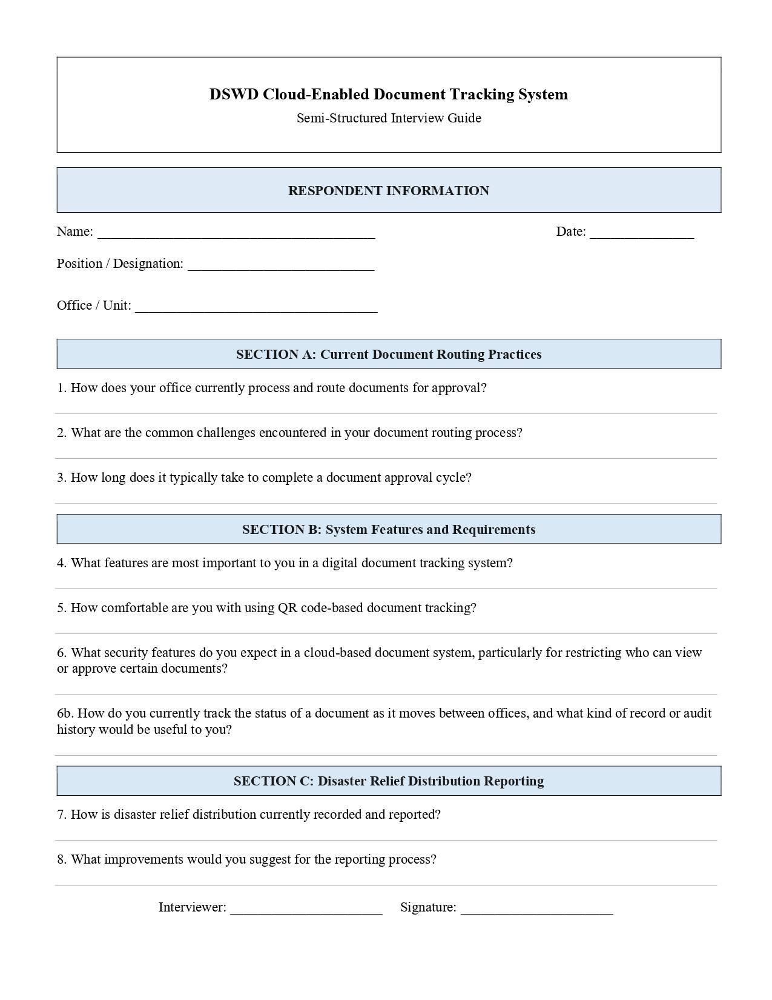 DSWD Cloud-Enabled Document Tracking System
Semi-Structured Interview Guide
RESPONDENT INFORMATION
Name: ________________________________________ Date: _______________
Position / Designation: ___________________________
Office / Unit: ___________________________________
SECTION A: Current Document Routing Practices
1. How does your office currently process and route documents for approval?
2. What are the common challenges encountered in your document routing process?
3. How long does it typically take to complete a document approval cycle?
SECTION B: System Features and Requirements
4. What features are most important to you in a digital document tracking system?
5. How comfortable are you with using QR code-based document tracking?
6. What security features do you expect in a cloud-based document system, particularly for restricting who can view
or approve certain documents?
6b. How do you currently track the status of a document as it moves between offices, and what kind of record or audit
history would be useful to you?
SECTION C: Disaster Relief Distribution Reporting
7. How is disaster relief distribution currently recorded and reported?
8. What improvements would you suggest for the reporting process?
Interviewer: ______________________ Signature: ______________________